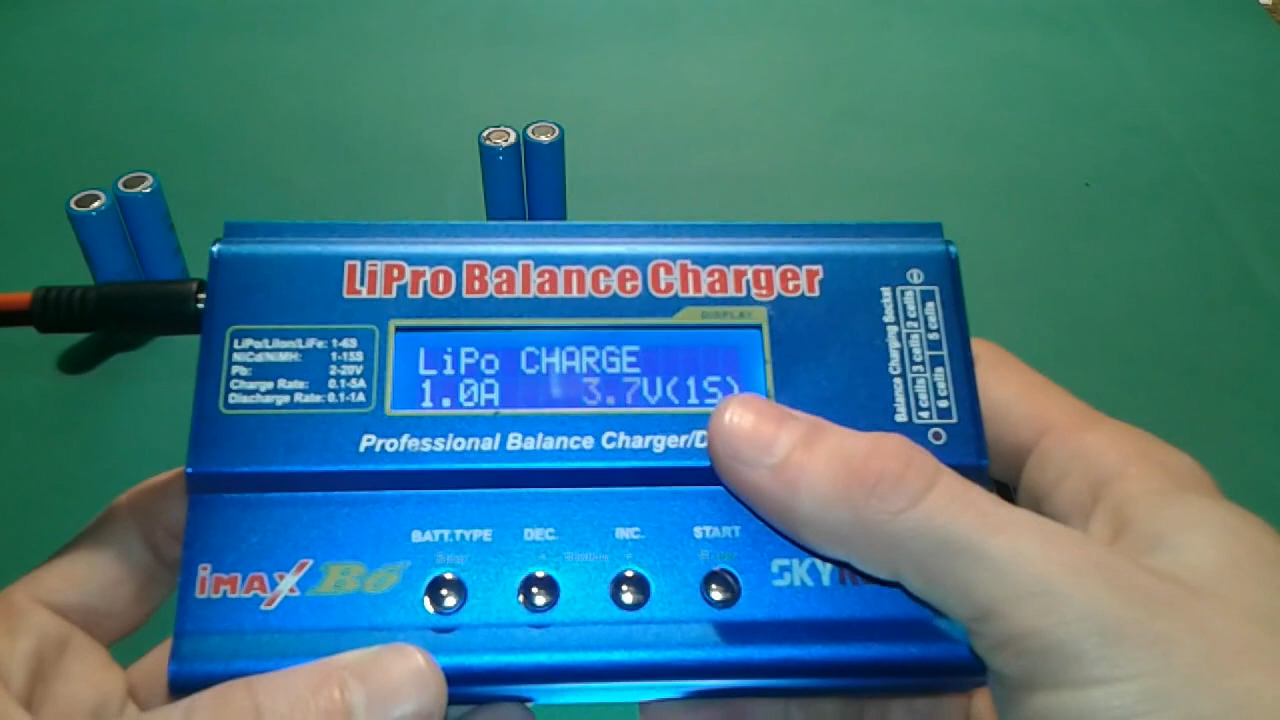 LiPro Balance Charger
DISPLAY
LiPo/LiIon/LiFe: 1-6S
NiCd/NiMH: 1-15S
Pb: 2-20V
Charge Rate: 0.1-5A
Discharge Rate: 0.1-1A
LiPo CHARGE
1.0A 3.7V(1S)
Balance Charging Socket
2 cells
3 cells
4 cells
5 cells
6 cells
Professional Balance Charger/D
BATT.TYPE DEC. INC. START
iMAX B6
SKY